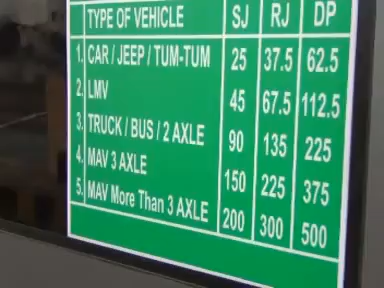 TYPE OF VEHICLE SJ RJ DP
1. CAR / JEEP / TUM-TUM 25 37.5 62.5
2. LMV 45 67.5 112.5
3. TRUCK / BUS / 2 AXLE 90 135 225
4. MAV 3 AXLE 150 225 375
5. MAV More Than 3 AXLE 200 300 500